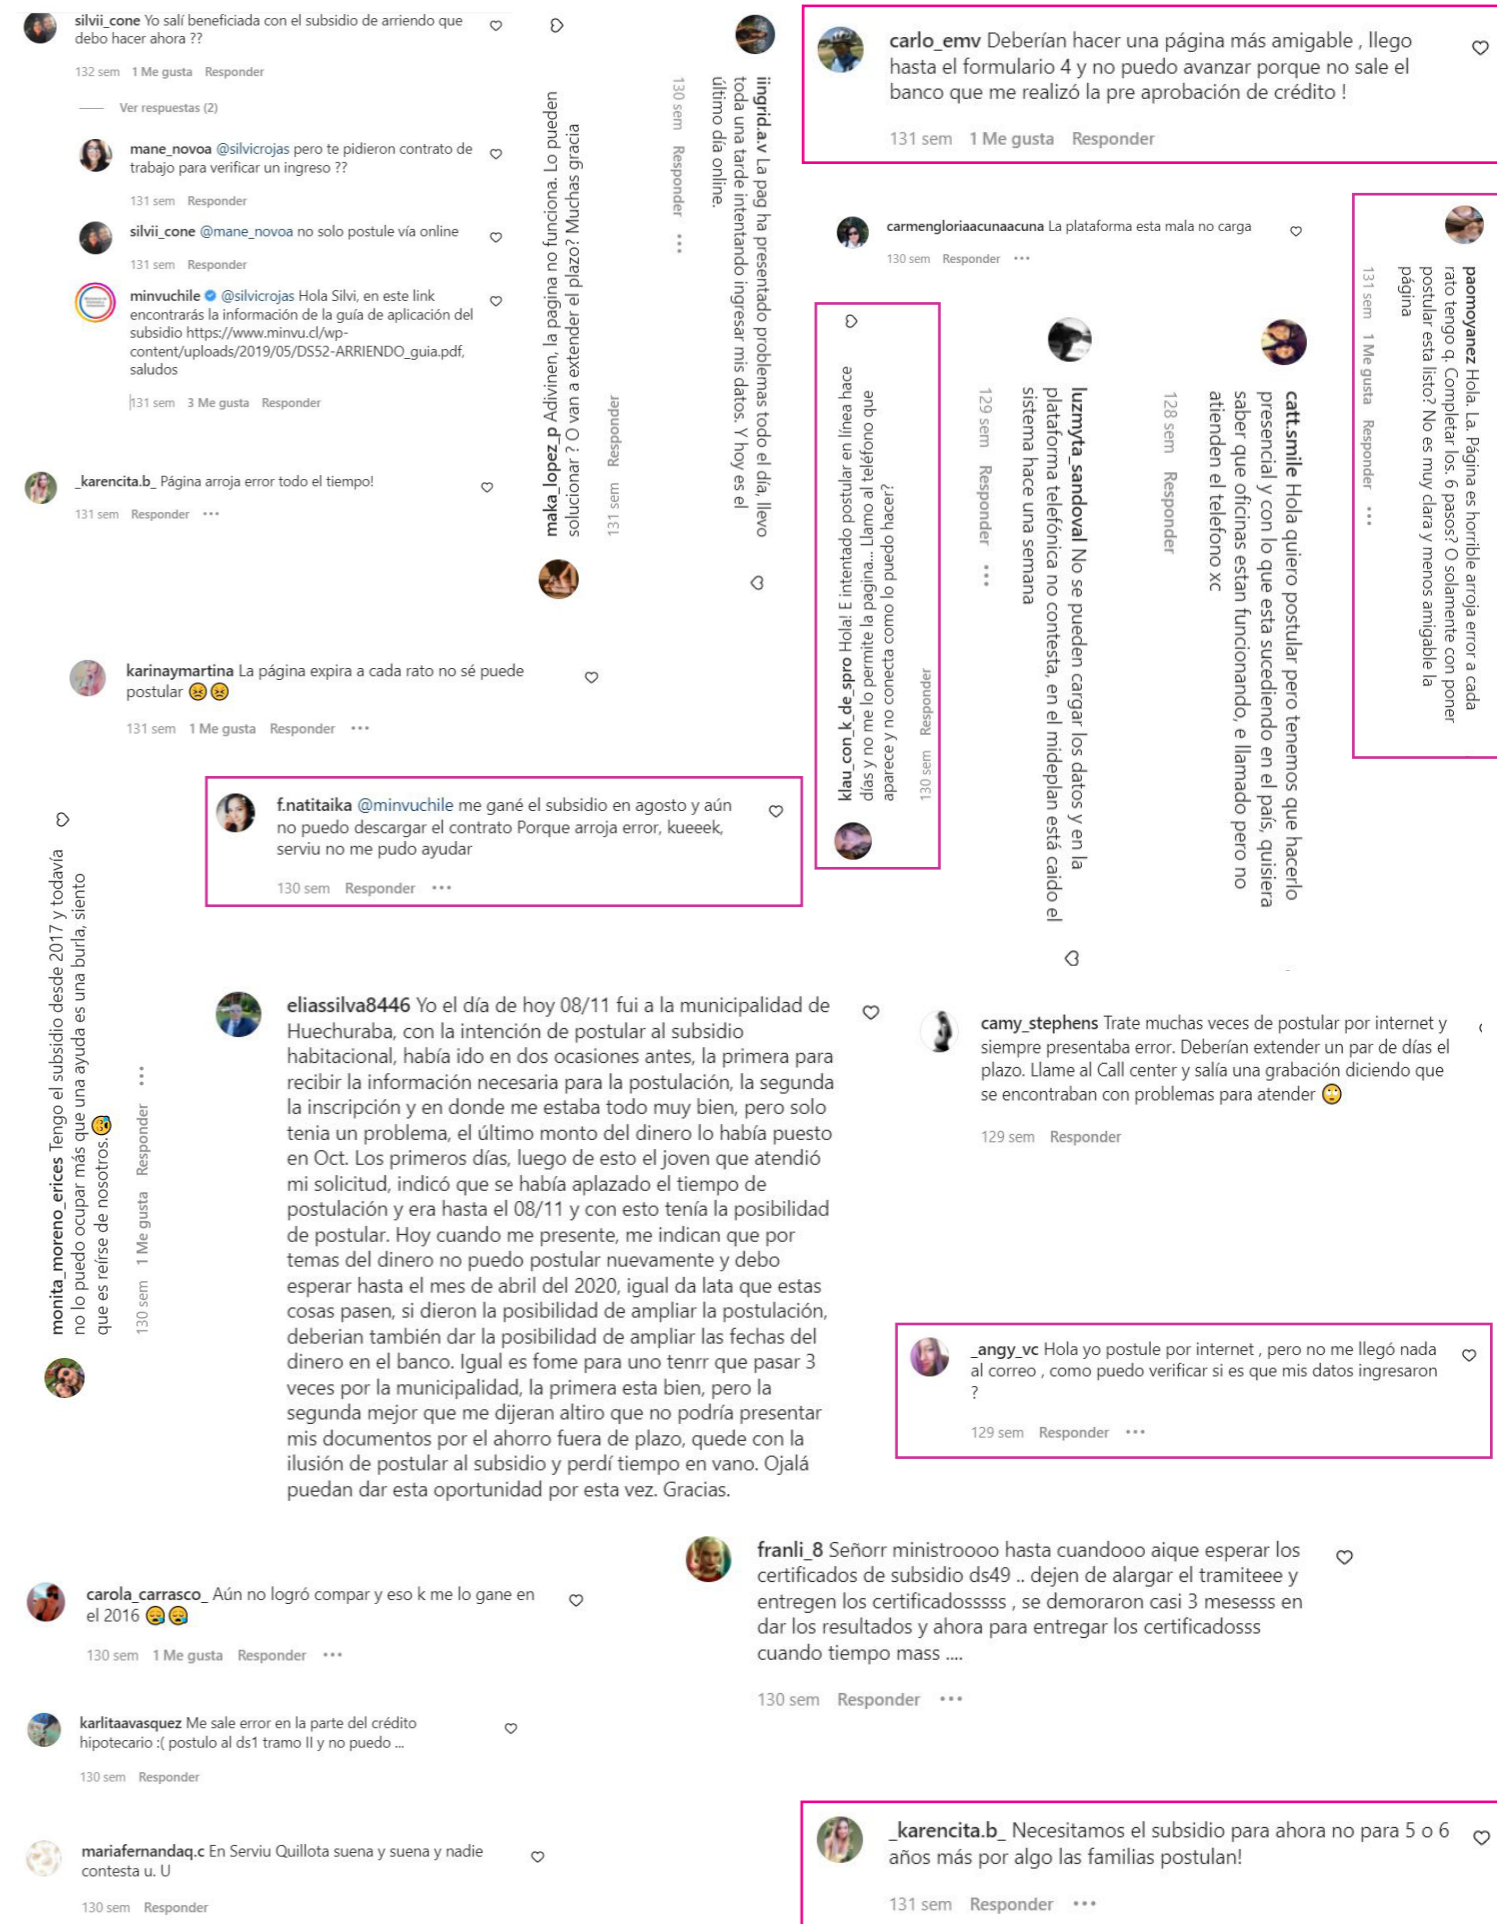 silvii_cone Yo salí beneficiada con el subsidio de arriendo que
debo hacer ahora ??
132 sem 1 Me gusta Responder
Ver respuestas (2)
mane_novoa @silvicrojas pero te pidieron contrato de
trabajo para verificar un ingreso ??
131 sem Responder
silvii_cone @mane_novoa no solo postule vía online
131 sem Responder
minvuchile @silvicrojas Hola Silvi, en este link
encontrarás la información de la guía de aplicación del
subsidio https://www.minvu.cl/wp-
content/uploads/2019/05/DS52-ARRIENDO_guia.pdf,
saludos
131 sem 3 Me gusta Responder
_karencita.b_ Página arroja error todo el tiempo!
131 sem Responder •••
maka_lopez_p Adivinen, la pagina no funciona. Lo pueden
solucionar ? O van a extender el plazo? Muchas gracia
131 sem Responder
iingrid.a.v La pag ha presentado problemas todo el día, llevo
toda una tarde intentando ingresar mis datos. Y hoy es el
último día online.
130 sem Responder •••
carlo_emv Deberían hacer una página más amigable , llego
hasta el formulario 4 y no puedo avanzar porque no sale el
banco que me realizó la pre aprobación de crédito !
131 sem 1 Me gusta Responder
carmengloriaacunaacuna La plataforma esta mala no carga
130 sem Responder •••
klau_con_k_de_spro Hola! E intentado postular en línea hace
días y no me lo permite la pagina... Llamo al teléfono que
aparece y no conecta como lo puedo hacer?
130 sem Responder
luzmyta_sandoval No se pueden cargar los datos y en la
plataforma telefónica no contesta, en el mideplan está caido el
sistema hace una semana
129 sem Responder •••
catt.smile Hola quiero postular pero tenemos que hacerlo
presencial y con lo que esta sucediendo en el país, quisiera
saber que oficinas estan funcionando, e llamado pero no
atienden el telefono xc
128 sem Responder
paomoyanez Hola. La. Página es horrible arroja error a cada
rato tengo q. Completar los. 6 pasos? O solamente con poner
postular esta listo? No es muy clara y menos amigable la
página
131 sem 1 Me gusta Responder •••
karinaymartina La página expira a cada rato no sé puede
postular 😣😣
131 sem 1 Me gusta Responder •••
f.natitaika @minvuchile me gané el subsidio en agosto y aún
no puedo descargar el contrato Porque arroja error, kueeek,
serviu no me pudo ayudar
130 sem Responder •••
monita_moreno_erices Tengo el subsidio desde 2017 y todavía
no lo puedo ocupar más que una ayuda es una burla, siento
que es reírse de nosotros.😰
130 sem 1 Me gusta Responder •••
eliassilva8446 Yo el día de hoy 08/11 fui a la municipalidad de
Huechuraba, con la intención de postular al subsidio
habitacional, había ido en dos ocasiones antes, la primera para
recibir la información necesaria para la postulación, la segunda
la inscripción y en donde me estaba todo muy bien, pero solo
tenia un problema, el último monto del dinero lo había puesto
en Oct. Los primeros días, luego de esto el joven que atendió
mi solicitud, indicó que se había aplazado el tiempo de
postulación y era hasta el 08/11 y con esto tenía la posibilidad
de postular. Hoy cuando me presente, me indican que por
temas del dinero no puedo postular nuevamente y debo
esperar hasta el mes de abril del 2020, igual da lata que estas
cosas pasen, si dieron la posibilidad de ampliar la postulación,
deberian también dar la posibilidad de ampliar las fechas del
dinero en el banco. Igual es fome para uno tenrr que pasar 3
veces por la municipalidad, la primera esta bien, pero la
segunda mejor que me dijeran altiro que no podría presentar
mis documentos por el ahorro fuera de plazo, quede con la
ilusión de postular al subsidio y perdí tiempo en vano. Ojalá
puedan dar esta oportunidad por esta vez. Gracias.
camy_stephens Trate muchas veces de postular por internet y
siempre presentaba error. Deberían extender un par de días el
plazo. Llame al Call center y salía una grabación diciendo que
se encontraban con problemas para atender 🙄
129 sem Responder
_angy_vc Hola yo postule por internet , pero no me llegó nada
al correo , como puedo verificar si es que mis datos ingresaron
?
129 sem Responder •••
franli_8 Señorr ministroooo hasta cuandooo aique esperar los
certificados de subsidio ds49 .. dejen de alargar el tramiteee y
entregen los certificadosssss , se demoraron casi 3 mesesss en
dar los resultados y ahora para entregar los certificadosss
cuando tiempo mass ....
130 sem Responder •••
carola_carrasco_ Aún no logró compar y eso k me lo gane en
el 2016 😪😪
130 sem 1 Me gusta Responder •••
karlitaavasquez Me sale error en la parte del crédito
hipotecario :( postulo al ds1 tramo II y no puedo ...
130 sem Responder
mariafernandaq.c En Serviu Quillota suena y suena y nadie
contesta u. U
130 sem Responder
_karencita.b_ Necesitamos el subsidio para ahora no para 5 o 6
años más por algo las familias postulan!
131 sem Responder •••